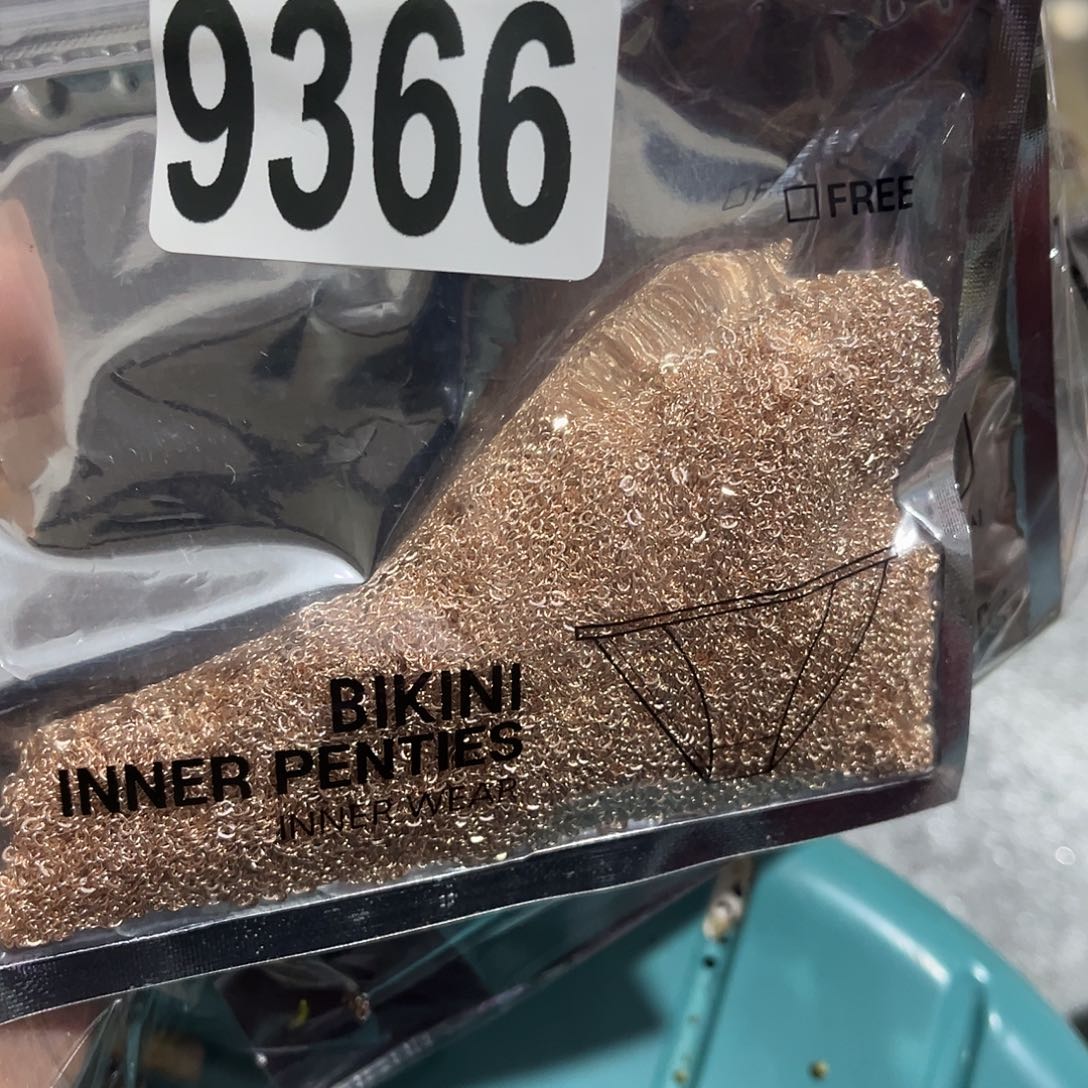 9366
FREE
BIKINI
INNER PENTIES
INNER WEAR